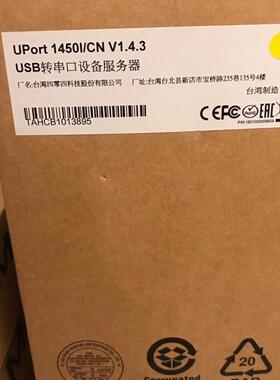 UPort 1450I/CN V1.4.3
USB转串口设备服务器
厂名:台湾四零四科技股份有限公司
厂址:台湾台北县新店市宝桥路235巷135号4楼
台湾制造
TAHCB1013895
CE
20
Corrugated